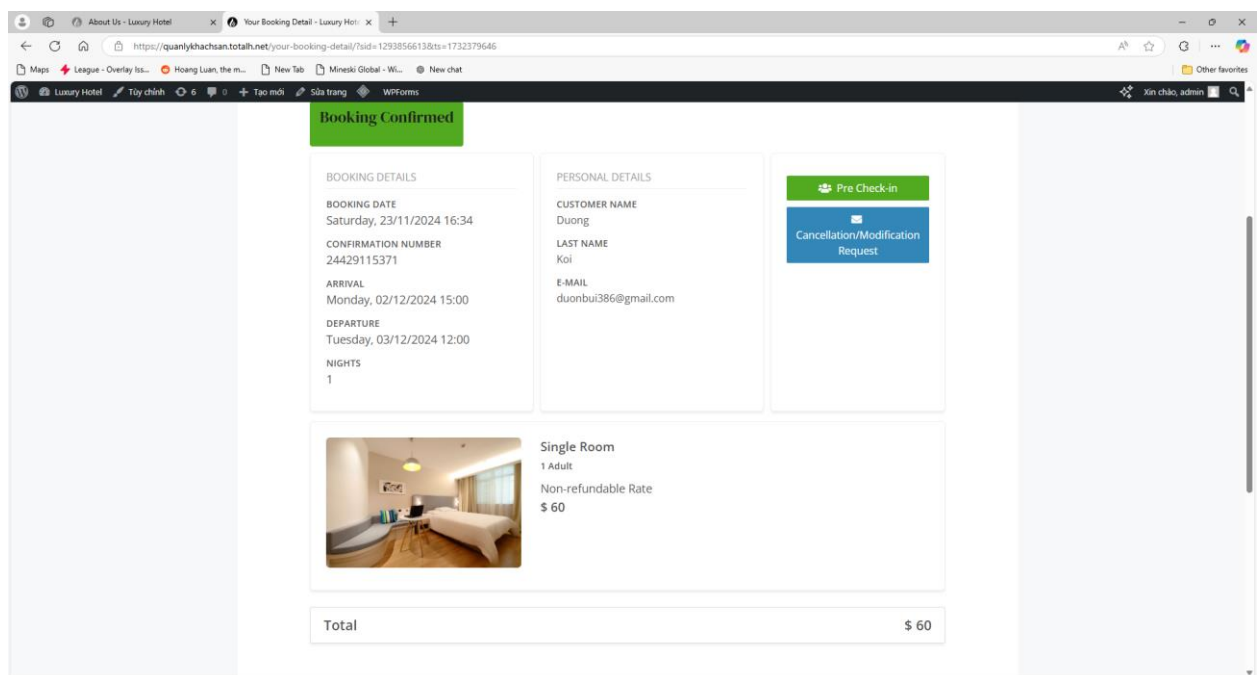 About Us - Luxury Hotel
Your Booking Detail - Luxury Hot
https://quanlykhachsan.totalh.net/your-booking-detail/?sid=1293856613&ts=1732379646
Maps League - Overlay Iss... Hoang Luan, the m... New Tab Mineski Global - Wi... New chat Other favorites
Luxury Hotel Tùy chỉnh 6 0 Tạo mới Sửa trang WPForms Xin chào, admin
Booking Confirmed
BOOKING DETAILS
BOOKING DATE
Saturday, 23/11/2024 16:34
CONFIRMATION NUMBER
24429115371
ARRIVAL
Monday, 02/12/2024 15:00
DEPARTURE
Tuesday, 03/12/2024 12:00
NIGHTS
1
PERSONAL DETAILS
CUSTOMER NAME
Duong
LAST NAME
Koi
E-MAIL
duonbui386@gmail.com
Pre Check-in
Cancellation/Modification
Request
Single Room
1 Adult
Non-refundable Rate
$ 60
Total $ 60